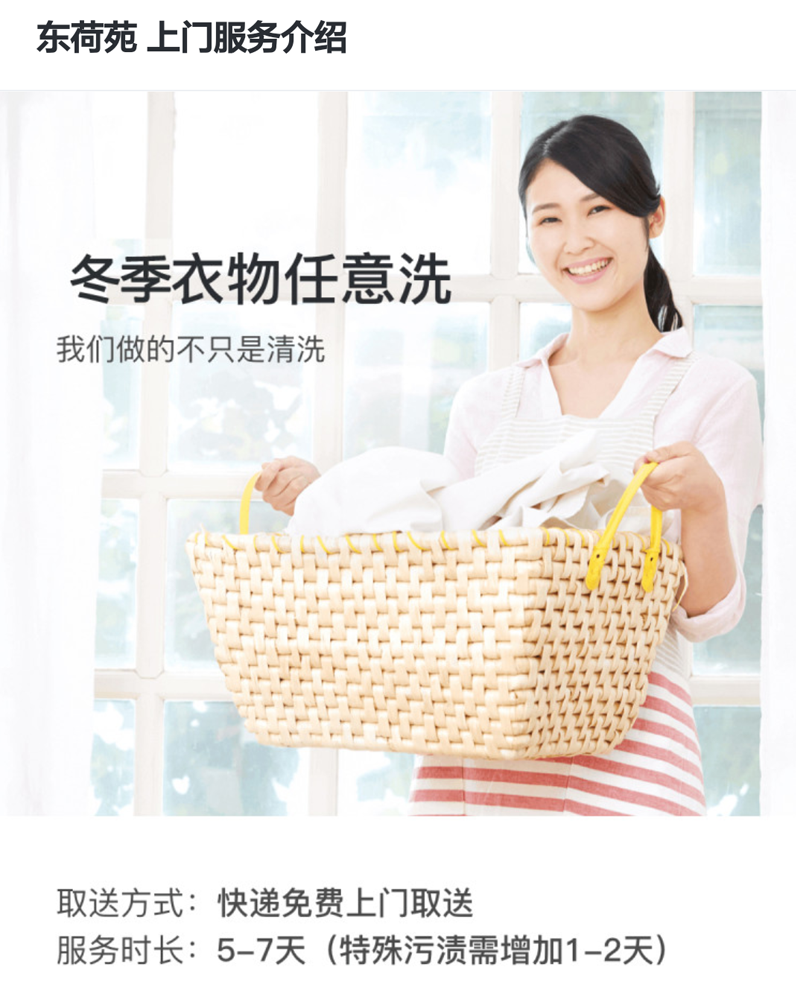 东荷苑 上门服务介绍
冬季衣物任意洗
我们做的不只是清洗
取送方式：快递免费上门取送
服务时长：5-7天（特殊污渍需增加1-2天）